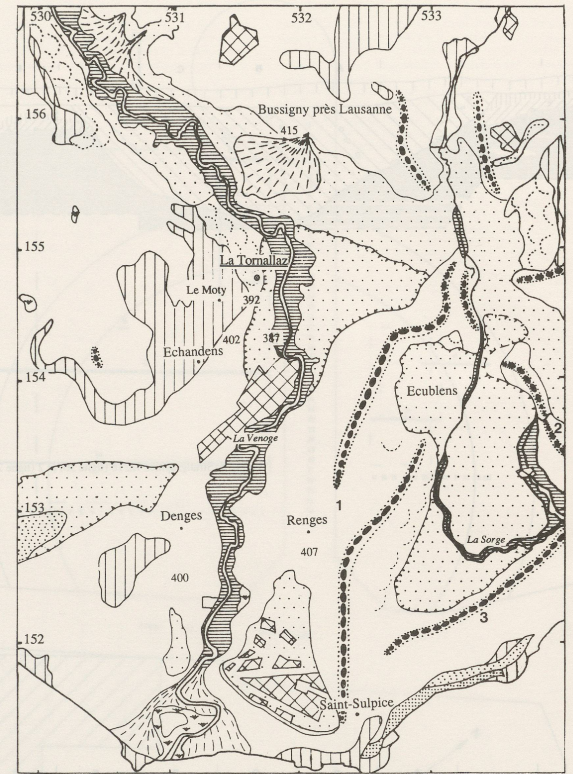 530 531 532 533
156
Bussigny près Lausanne
415
155
La Tornallaz
Le Moty
392
402 387
Echandens
154
Ecublens
La Venoge
2
153
1
Denges Renges
La Sorge
407
400
3
152
Saint-Sulpice